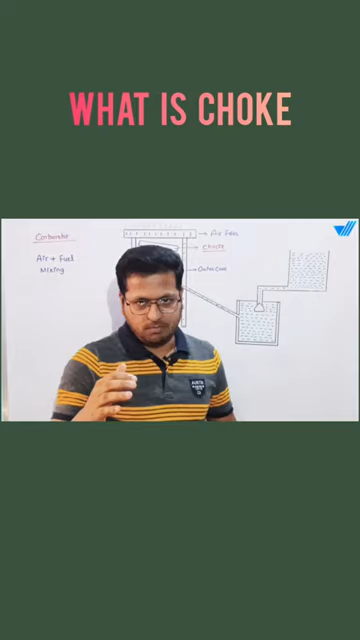 WHAT IS CHOKE
Carburetor
Air + Fuel
Mixing
→ Air Filter
→ Choke
→ Outer Case